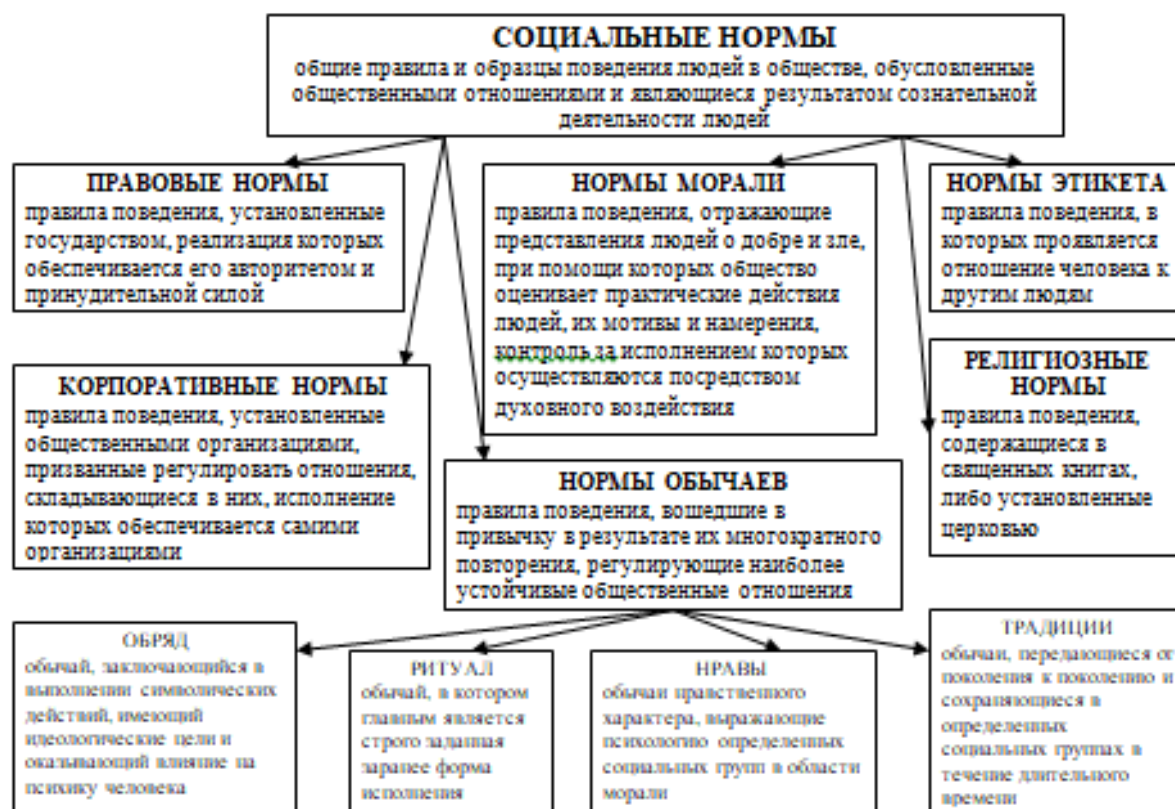 СОЦИАЛЬНЫЕ НОРМЫ
общие правила и образцы поведения людей в обществе, обусловленные
общественными отношениями и являющиеся результатом сознательной
деятельности людей
ПРАВОВЫЕ НОРМЫ
правила поведения, установленные
государством, реализация которых
обеспечивается его авторитетом и
принудительной силой
НОРМЫ МОРАЛИ
правила поведения, отражающие
представления людей о добре и зле,
при помощи которых общество
оценивает практические действия
людей, их мотивы и намерения,
контроль за исполнением которых
осуществляются посредством
духовного воздействия
НОРМЫ ЭТИКЕТА
правила поведения, в
которых проявляется
отношение человека к
другим людям
КОРПОРАТИВНЫЕ НОРМЫ
правила поведения, установленные
общественными организациями,
призванные регулировать отношения,
складывающиеся в них, исполнение
которых обеспечивается самими
организациями
РЕЛИГИОЗНЫЕ
НОРМЫ
правила поведения,
содержащиеся в
священных книгах,
либо установленные
церковью
НОРМЫ ОБЫЧАЕВ
правила поведения, вошедшие в
привычку в результате их многократного
повторения, регулирующие наиболее
устойчивые общественные отношения
ОБРЯД
обычай, заключающийся в
выполнении символических
действий, имеющий
идеологические цели и
оказывающий влияние на
психику человека
РИТУАЛ
обычай, в котором
главным является
строго заданная
заранее форма
исполнения
НРАВЫ
обычаи нравственного
характера, выражающие
психологию определенных
социальных групп в области
морали
ТРАДИЦИИ
обычаи, передающиеся от
поколения к поколению и
сохраняющиеся в
определенных
социальных группах в
течение длительного
времени